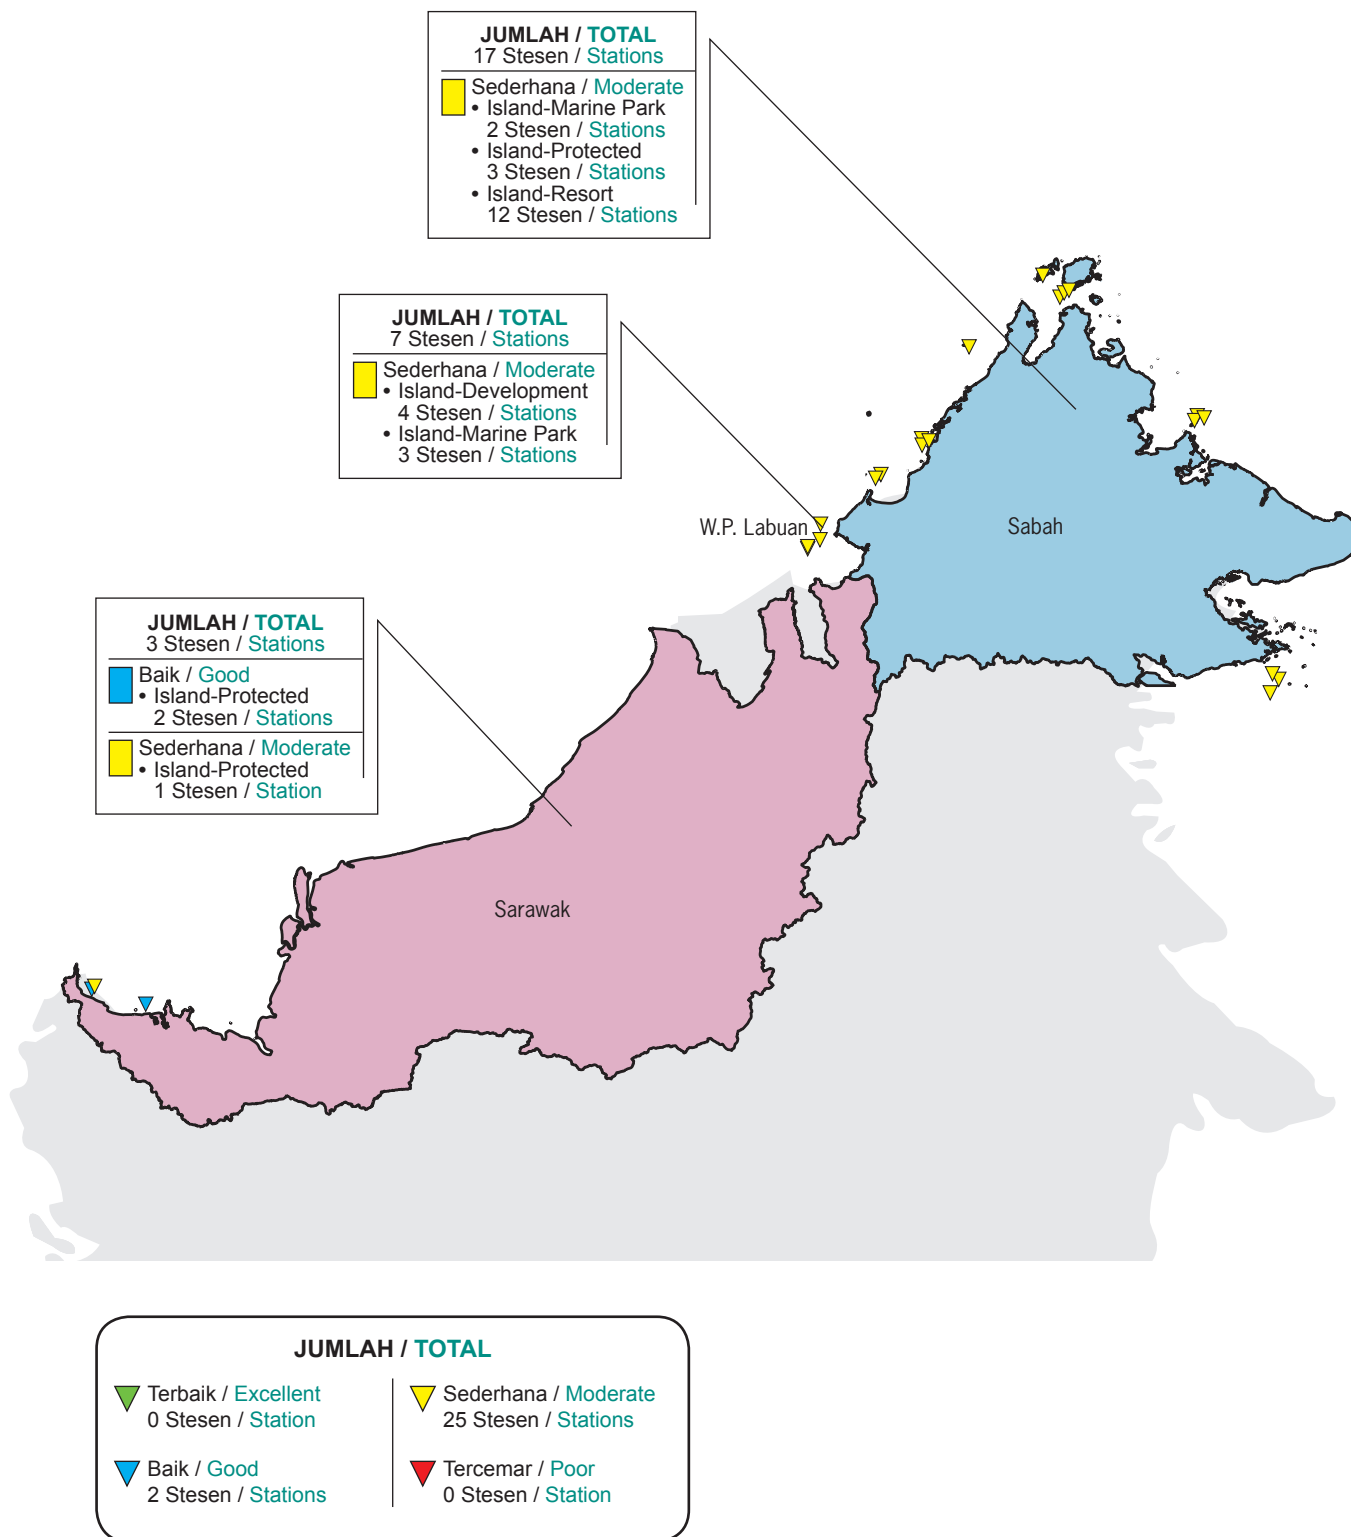 JUMLAH / TOTAL
17 Stesen / Stations
Sederhana / Moderate
• Island-Marine Park
2 Stesen / Stations
• Island-Protected
3 Stesen / Stations
• Island-Resort
12 Stesen / Stations
JUMLAH / TOTAL
7 Stesen / Stations
Sederhana / Moderate
• Island-Development
4 Stesen / Stations
• Island-Marine Park
3 Stesen / Stations
W.P. Labuan
Sabah
JUMLAH / TOTAL
3 Stesen / Stations
Baik / Good
• Island-Protected
2 Stesen / Stations
Sederhana / Moderate
• Island-Protected
1 Stesen / Station
Sarawak
JUMLAH / TOTAL
Terbaik / Excellent
0 Stesen / Station
Baik / Good
2 Stesen / Stations
Sederhana / Moderate
25 Stesen / Stations
Tercemar / Poor
0 Stesen / Station